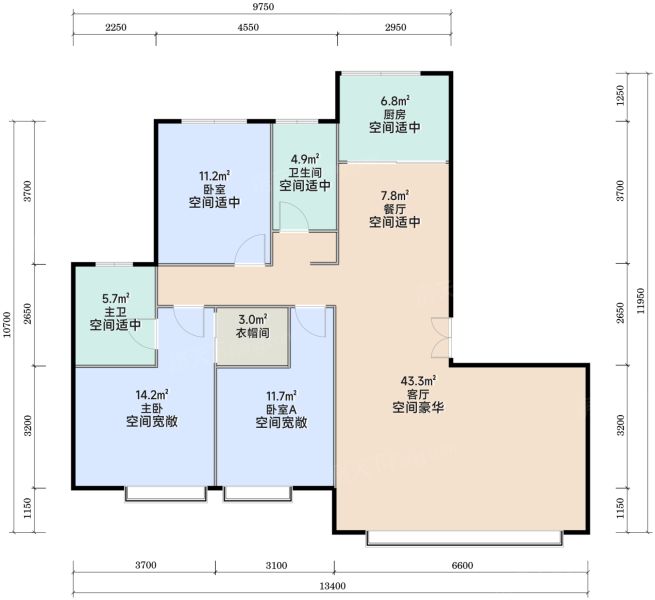 9750
2250
4550
2950
6.8㎡
厨房
空间适中
1250
11.2㎡
卧室
空间适中
4.9㎡
卫生间
空间适中
7.8㎡
餐厅
空间适中
3700
3700
5.7㎡
主卫
空间适中
3.0㎡
衣帽间
2650
10700
2650
11950
14.2㎡
主卧
空间宽敞
11.7㎡
卧室A
空间宽敞
43.3㎡
客厅
空间豪华
3200
3200
1150
1150
3700
3100
6600
13400